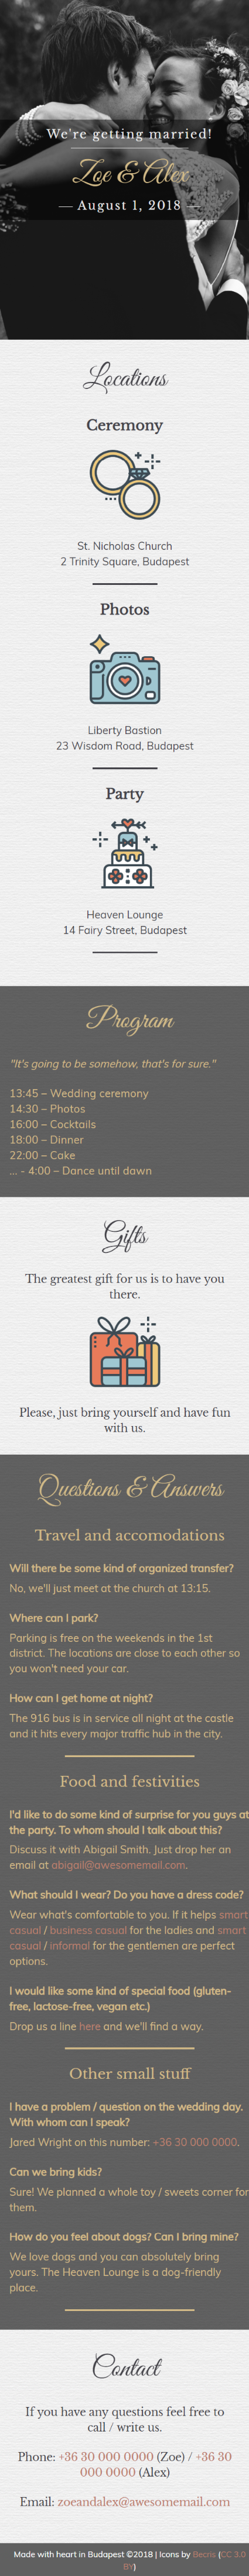 We're getting married!
Zoe & Alex
— August 1, 2018 —
Locations
Ceremony
St. Nicholas Church
2 Trinity Square, Budapest
Photos
Liberty Bastion
23 Wisdom Road, Budapest
Party
Heaven Lounge
14 Fairy Street, Budapest
Program
"It's going to be somehow, that's for sure."
13:45 – Wedding ceremony
14:30 – Photos
16:00 – Cocktails
18:00 – Dinner
22:00 – Cake
... - 4:00 – Dance until dawn
Gifts
The greatest gift for us is to have you
there.
Please, just bring yourself and have fun
with us.
Questions & Answers
Travel and accomodations
Will there be some kind of organized transfer?
No, we'll just meet at the church at 13:15.
Where can I park?
Parking is free on the weekends in the 1st
district. The locations are close to each other so
you won't need your car.
How can I get home at night?
The 916 bus is in service all night at the castle
and it hits every major traffic hub in the city.
Food and festivities
I'd like to do some kind of surprise for you guys at
the party. To whom should I talk about this?
Discuss it with Abigail Smith. Just drop her an
email at abigail@awesomemail.com.
What should I wear? Do you have a dress code?
Wear what's comfortable to you. If it helps smart
casual / business casual for the ladies and smart
casual / informal for the gentlemen are perfect
options.
I would like some kind of special food (gluten-
free, lactose-free, vegan etc.)
Drop us a line here and we'll find a way.
Other small stuff
I have a problem / question on the wedding day.
With whom can I speak?
Jared Wright on this number: +36 30 000 0000.
Can we bring kids?
Sure! We planned a whole toy / sweets corner for
them.
How do you feel about dogs? Can I bring mine?
We love dogs and you can absolutely bring
yours. The Heaven Lounge is a dog-friendly
place.
Contact
If you have any questions feel free to
call / write us.
Phone: +36 30 000 0000 (Zoe) / +36 30
000 0000 (Alex)
Email: zoeandalex@awesomemail.com
Made with heart in Budapest ©2018 | Icons by Becris (CC 3.0
BY)